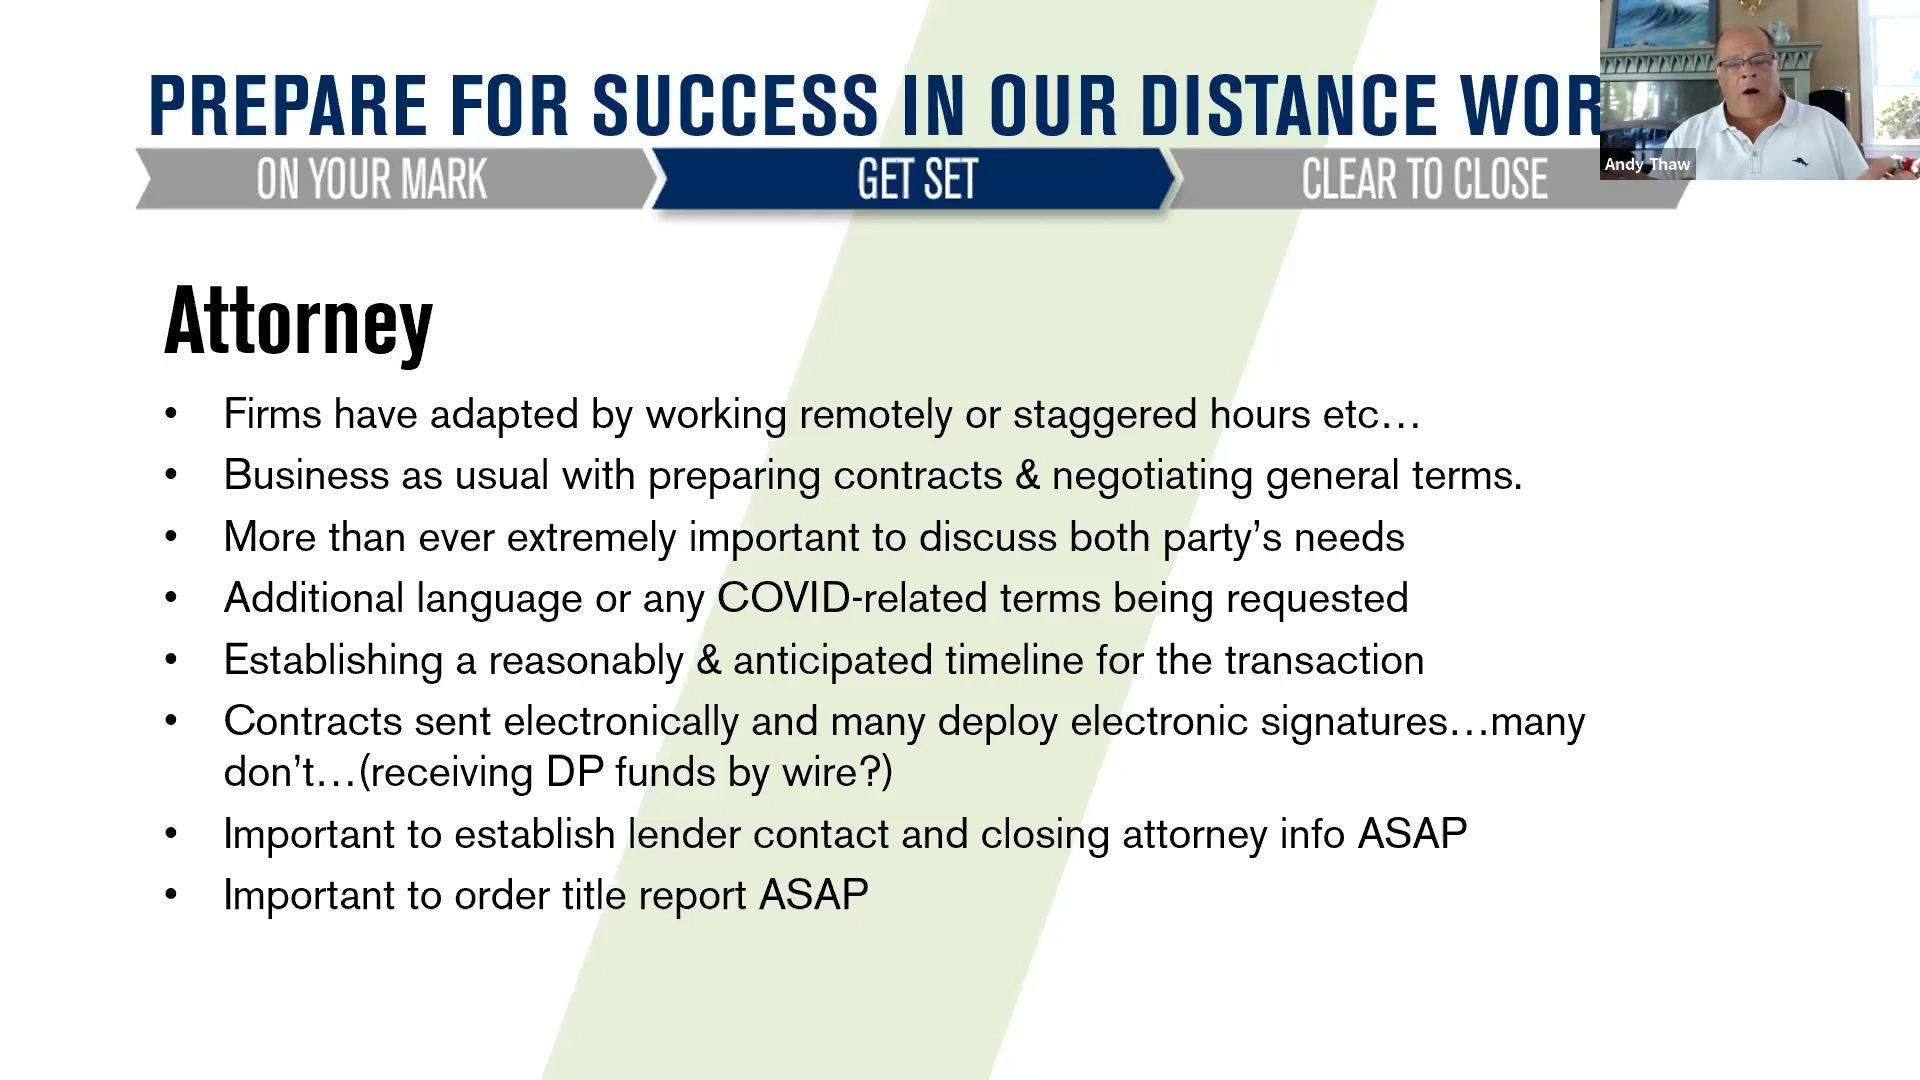 PREPARE FOR SUCCESS IN OUR DISTANCE
Andy Thaw
ON YOUR MARK
GET SET
CLEAR TO CLOSE
Attorney
• Firms have adapted by working remotely or staggered hours etc…
• Business as usual with preparing contracts & negotiating general terms.
• More than ever extremely important to discuss both party’s needs
• Additional language or any COVID-related terms being requested
• Establishing a reasonably & anticipated timeline for the transaction
• Contracts sent electronically and many deploy electronic signatures…many
don’t…(receiving DP funds by wire?)
• Important to establish lender contact and closing attorney info ASAP
• Important to order title report ASAP